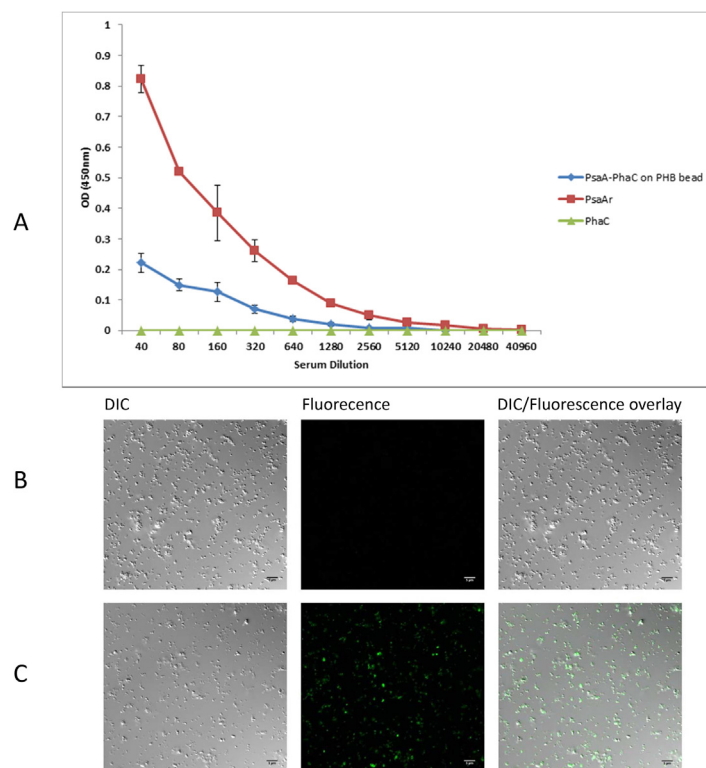 A
1
0.9
0.8
0.7
0.6
0.5
0.4
0.3
0.2
0.1
0
OD (450nm)
40 80 160 320 640 1280 2560 5120 10240 20480 40960
Serum Dilution
PsaA-PhaC on PHB bead
PsaAr
PhaC
DIC Fluorecence DIC/Fluorescence overlay
B
C